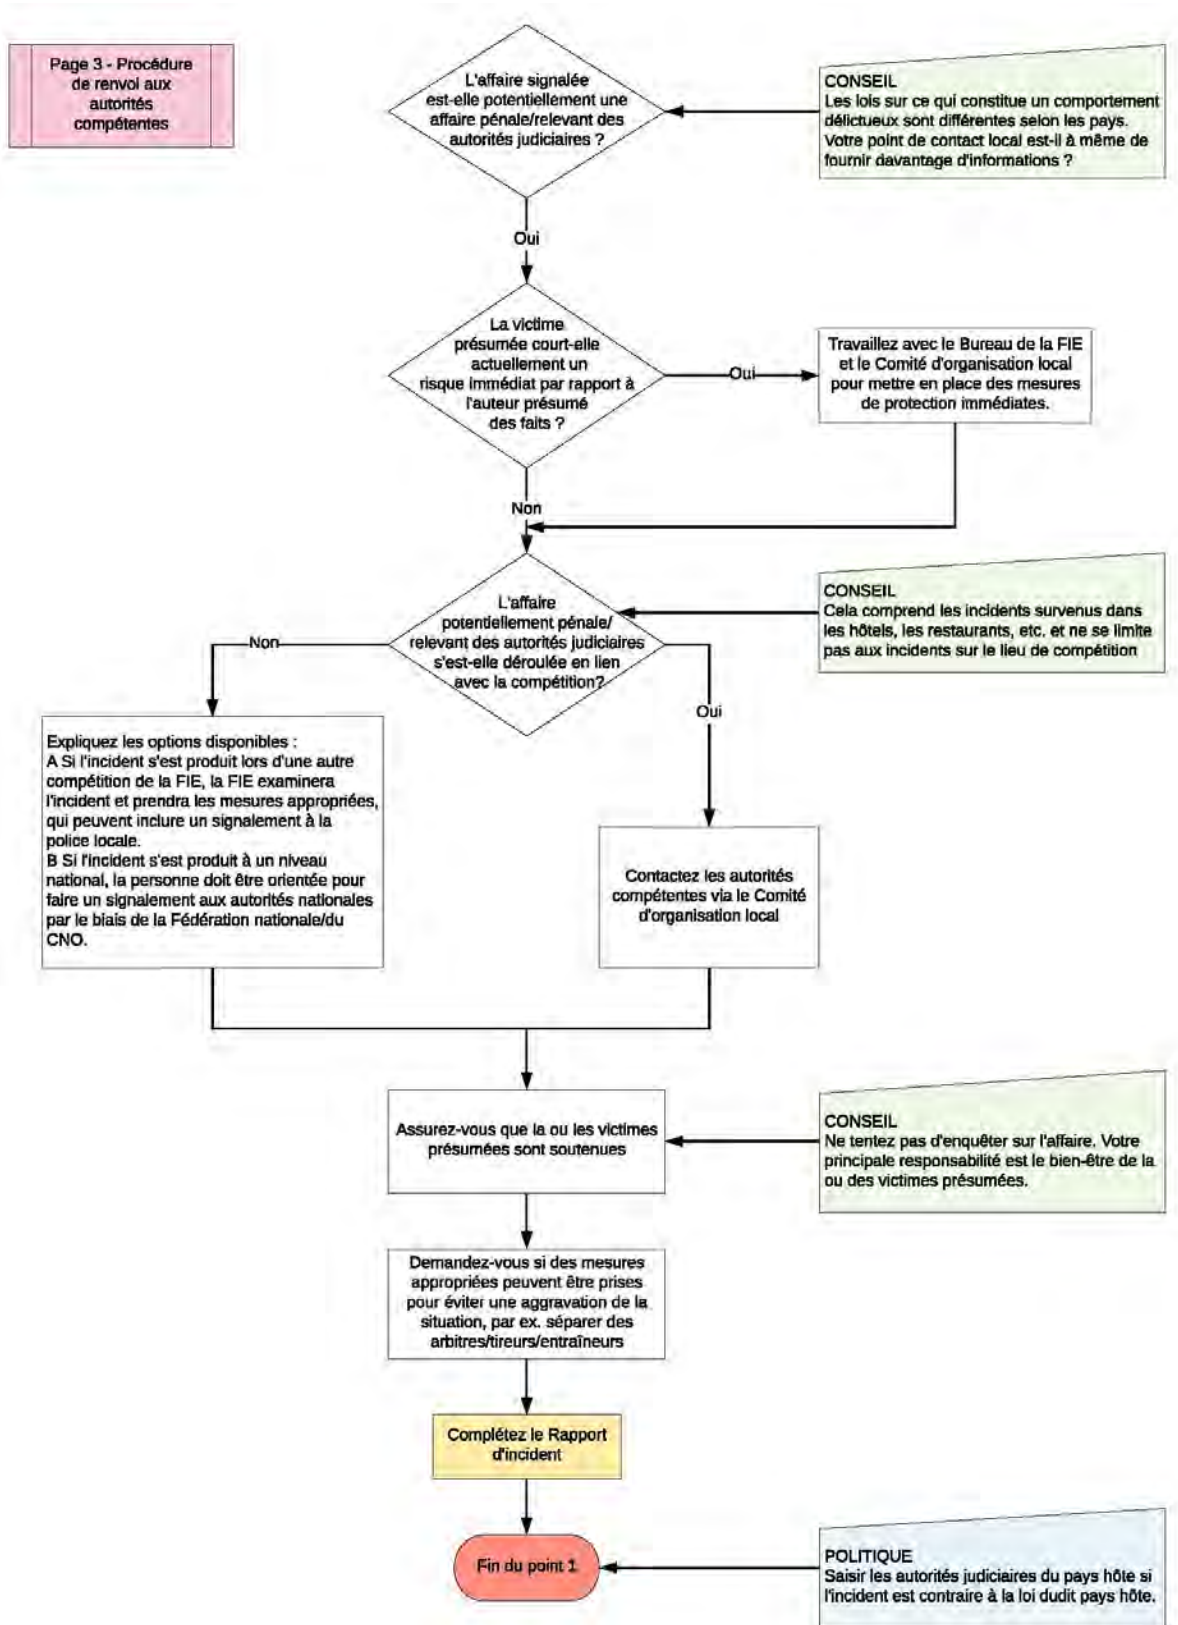 Page 3 - Procédure
de renvoi aux
autorités
compétentes
L'affaire signalée
est-elle potentiellement une
affaire pénale/relevant des
autorités judiciaires ?
CONSEIL
Les lois sur ce qui constitue un comportement
délictueux sont différentes selon les pays.
Votre point de contact local est-il à même de
fournir davantage d'informations ?
Oui
La victime
présumée court-elle
actuellement un
risque immédiat par rapport à
l'auteur présumé
des faits ?
Oui
Travaillez avec le Bureau de la FIE
et le Comité d'organisation local
pour mettre en place des mesures
de protection immédiates.
Non
L'affaire
potentiellement pénale/
relevant des autorités judiciaires
s'est-elle déroulée en lien
avec la compétition?
CONSEIL
Cela comprend les incidents survenus dans
les hôtels, les restaurants, etc. et ne se limite
pas aux incidents sur le lieu de compétition
Non
Oui
Expliquez les options disponibles :
A Si l'incident s'est produit lors d'une autre
compétition de la FIE, la FIE examinera
l'incident et prendra les mesures appropriées,
qui peuvent inclure un signalement à la
police locale.
B Si l'incident s'est produit à un niveau
national, la personne doit être orientée pour
faire un signalement aux autorités nationales
par le biais de la Fédération nationale/du
CNO.
Contactez les autorités
compétentes via le Comité
d'organisation local
Assurez-vous que la ou les victimes
présumées sont soutenues
CONSEIL
Ne tentez pas d'enquêter sur l'affaire. Votre
principale responsabilité est le bien-être de la
ou des victimes présumées.
Demandez-vous si des mesures
appropriées peuvent être prises
pour éviter une aggravation de la
situation, par ex. séparer des
arbitres/tireurs/entraîneurs
Complétez le Rapport
d'incident
Fin du point 1
POLITIQUE
Saisir les autorités judiciaires du pays hôte si
l'incident est contraire à la loi dudit pays hôte.